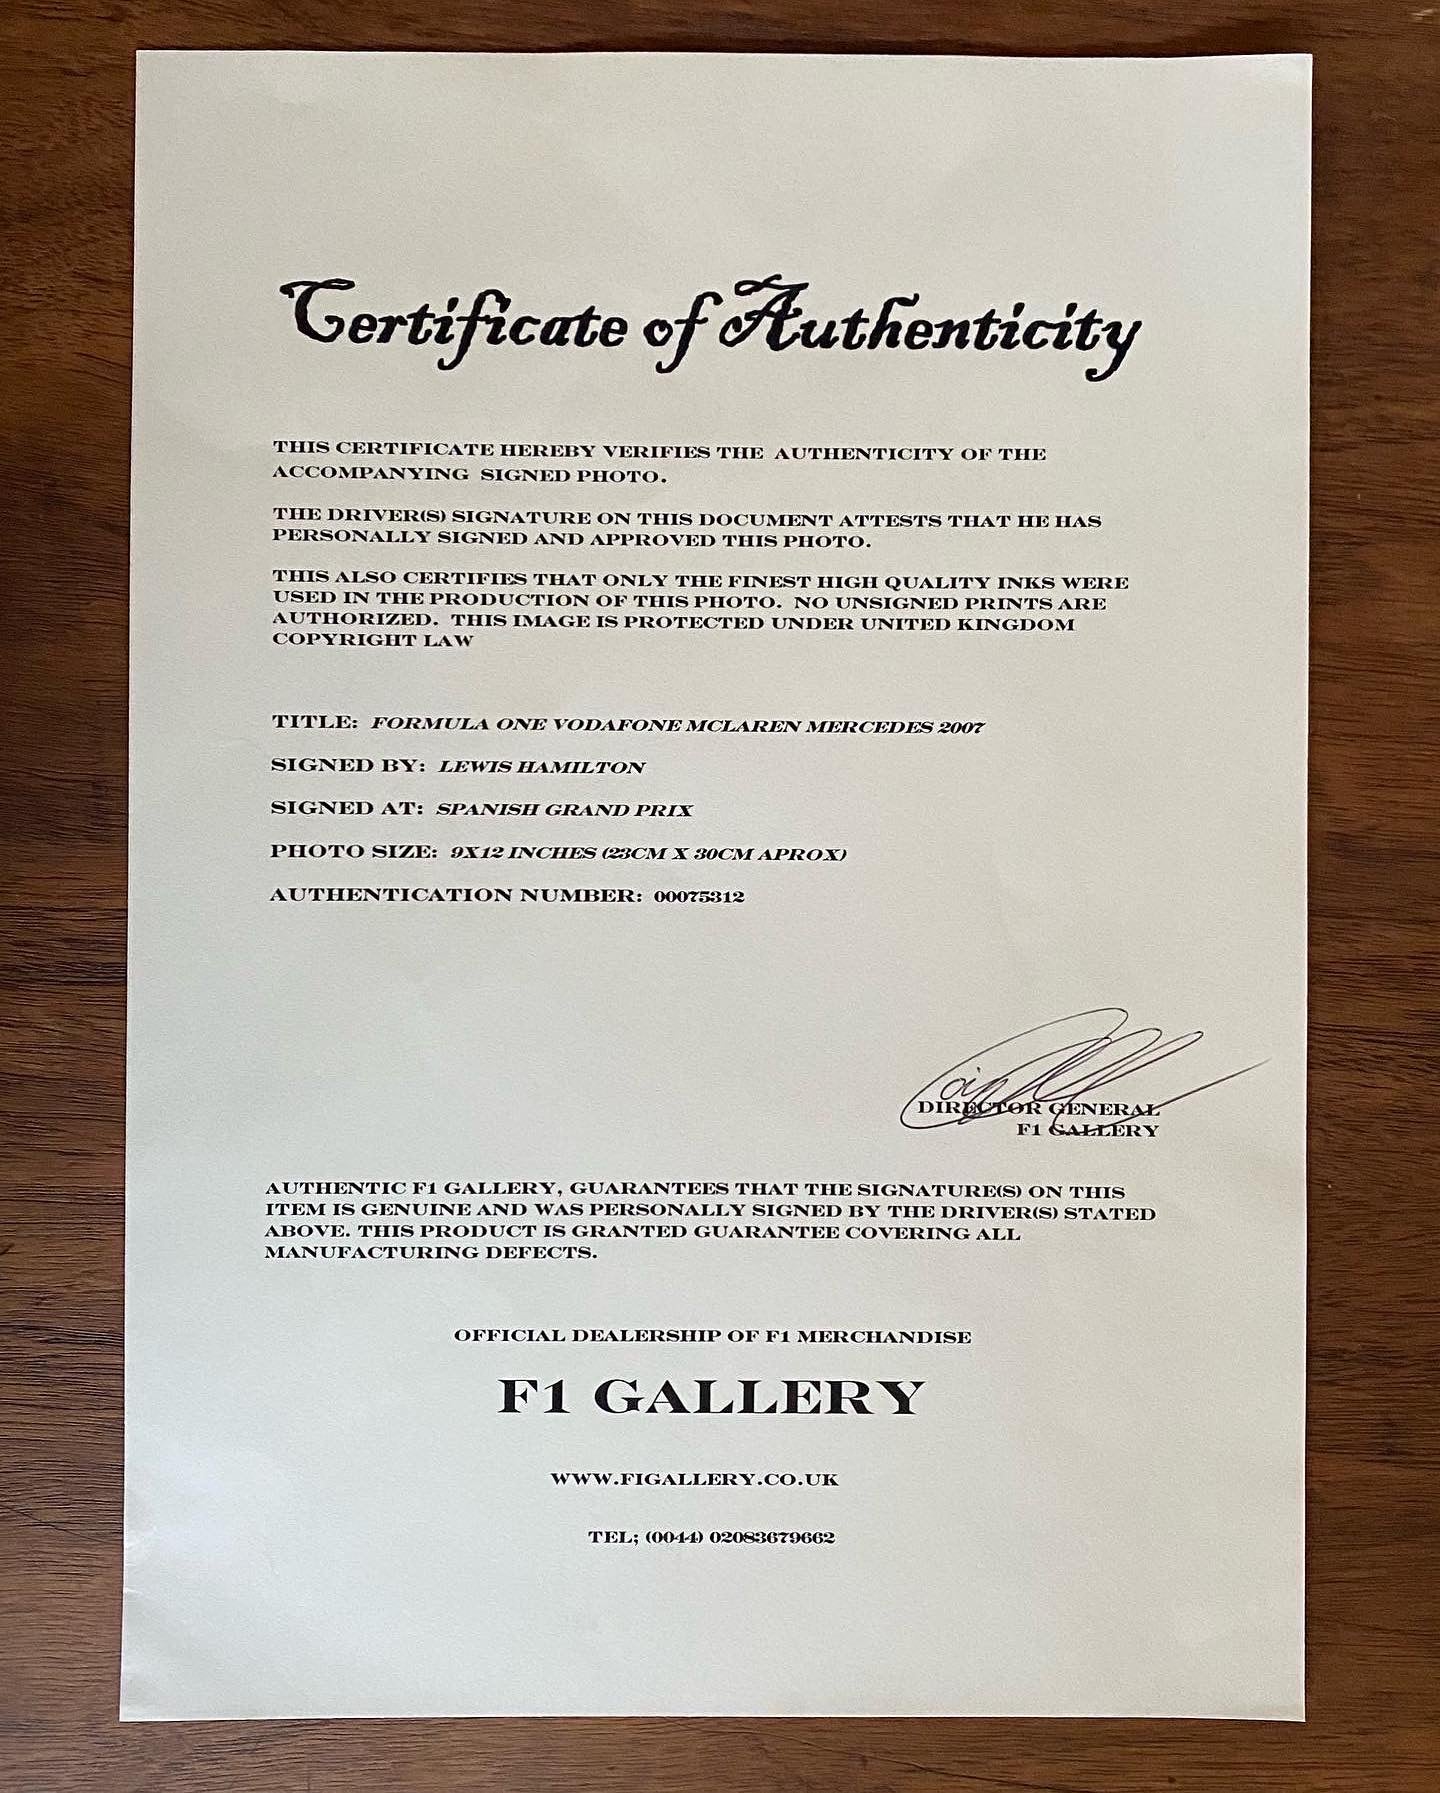 Certificate of Authenticity
THIS CERTIFICATE HEREBY VERIFIES THE AUTHENTICITY OF THE
ACCOMPANYING SIGNED PHOTO.
THE DRIVER(S) SIGNATURE ON THIS DOCUMENT ATTESTS THAT HE HAS
PERSONALLY SIGNED AND APPROVED THIS PHOTO.
THIS ALSO CERTIFIES THAT ONLY THE FINEST HIGH QUALITY INKS WERE
USED IN THE PRODUCTION OF THIS PHOTO. NO UNSIGNED PRINTS ARE
AUTHORIZED. THIS IMAGE IS PROTECTED UNDER UNITED KINGDOM
COPYRIGHT LAW
TITLE: FORMULA ONE VODAFONE MCLAREN MERCEDES 2007
SIGNED BY: LEWIS HAMILTON
SIGNED AT: SPANISH GRAND PRIX
PHOTO SIZE: 9X12 INCHES (23CM X 30CM APROX)
AUTHENTICATION NUMBER: 00075312
DIRECTOR GENERAL
F1 GALLERY
AUTHENTIC F1 GALLERY, GUARANTEES THAT THE SIGNATURE(S) ON THIS
ITEM IS GENUINE AND WAS PERSONALLY SIGNED BY THE DRIVER(S) STATED
ABOVE. THIS PRODUCT IS GRANTED GUARANTEE COVERING ALL
MANUFACTURING DEFECTS.
OFFICIAL DEALERSHIP OF F1 MERCHANDISE
F1 GALLERY
WWW.F1GALLERY.CO.UK
TEL; (0044) 02083679662